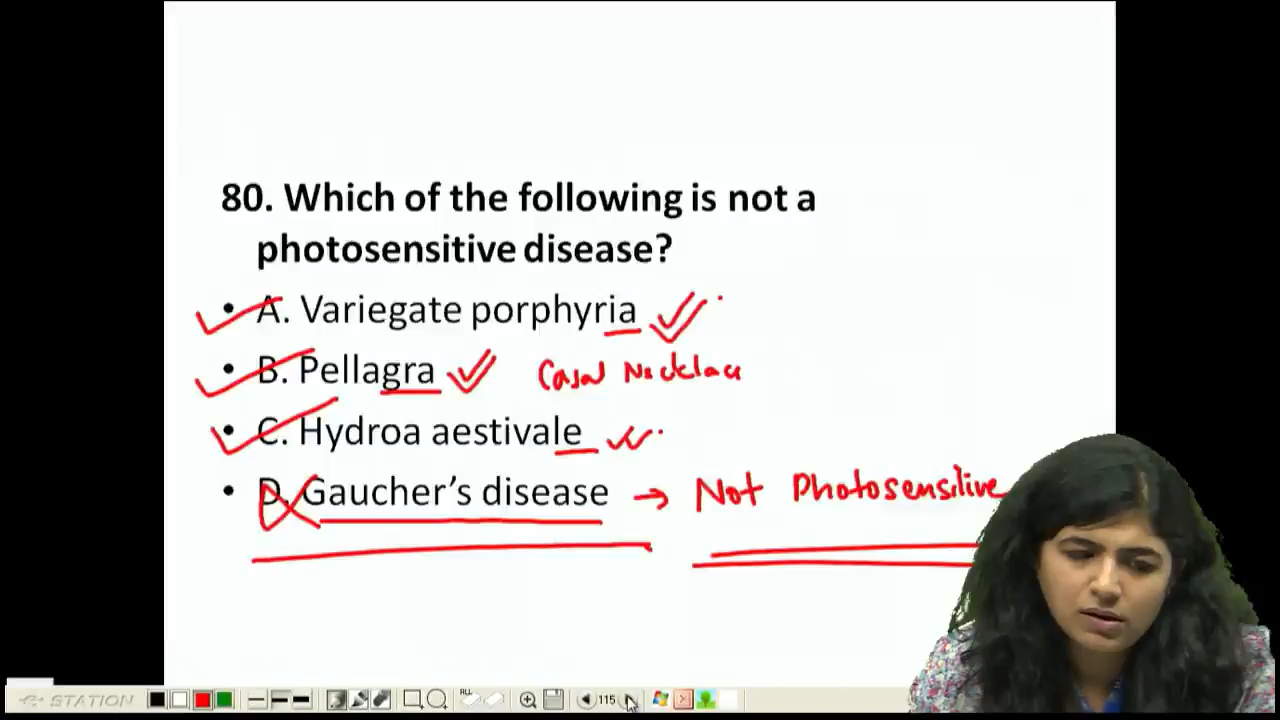 80. Which of the following is not a
photosensitive disease?
• A. Variegate porphyria
• B. Pellagra Casal Necklace
• C. Hydroa aestivale
• D. Gaucher's disease → Not Photosensitive
STATION
ALL
115